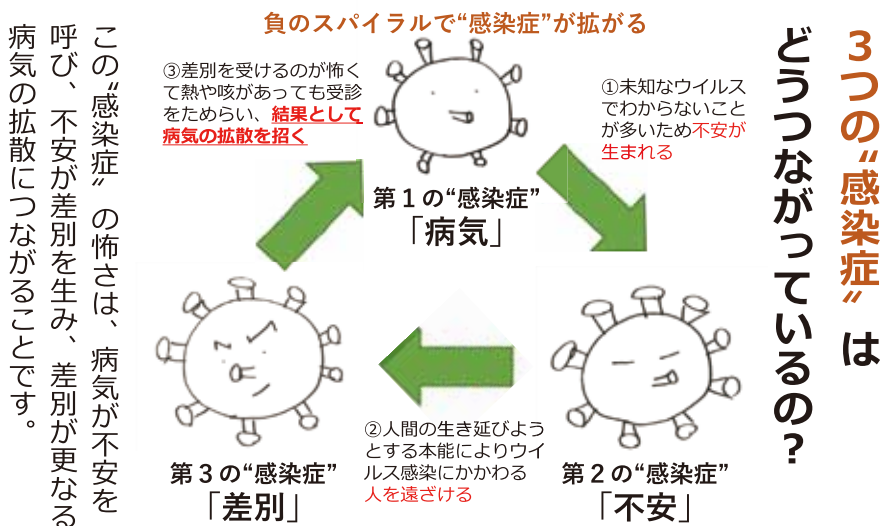 3つの“感染症” は
どうつながっているの?
負のスパイラルで“感染症”が拡がる
①未知なウイルス
でわからないこと
が多いため不安が
生まれる
第1の“感染症”
「病気」
③差別を受けるのが怖く
て熱や咳があっても受診
をためらい、結果として
病気の拡散を招く
第2の“感染症”
「不安」
②人間の生き延びよう
とする本能によりウイ
ルス感染にかかわる
人を遠ざける
第3の“感染症”
「差別」
この“感染症” の怖さは、病気が不安を
呼び、不安が差別を生み、差別が更なる
病気の拡散につながることです。